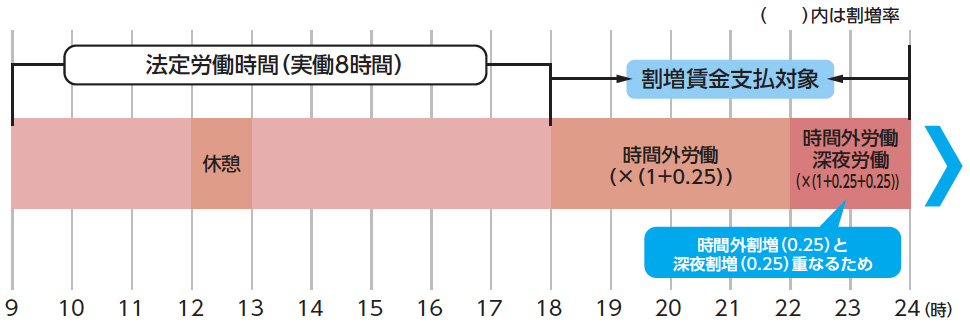 （　　）内は割増率
法定労働時間（実働8時間）
割増賃金支払対象
休憩
時間外労働
（×（1＋0.25））
時間外労働
深夜労働
（×（1＋0.25＋0.25））
時間外割増（0.25）と
深夜割増（0.25）重なるため
9 10 11 12 13 14 15 16 17 18 19 20 21 22 23 24（時）